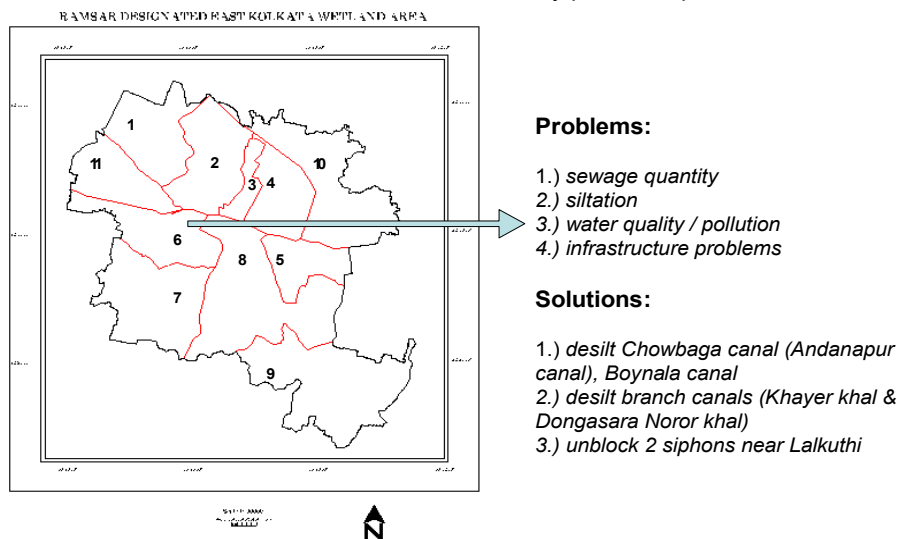 RAMSAR DESIGNATED EAST KOLKATA WETLAND AREA
1
2
3
4
10
11
6
8
5
7
9
N
Problems:
1.) sewage quantity
2.) siltation
3.) water quality / pollution
4.) infrastructure problems
Solutions:
1.) desilt Chowbaga canal (Andanapur
canal), Boynala canal
2.) desilt branch canals (Khayer khal &
Dongasara Noror khal)
3.) unblock 2 siphons near Lalkuthi